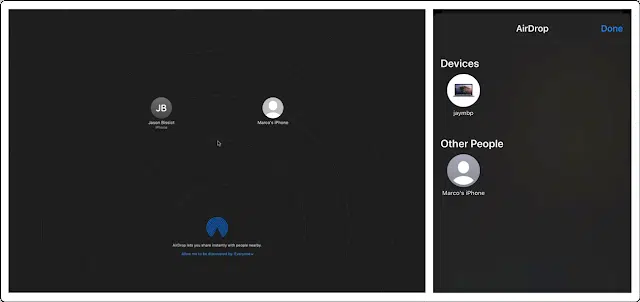 JB
Jason Bissict
iPhone
Marco's iPhone
AirDrop lets you share instantly with people nearby.
Allow me to be discovered by: Everyone
AirDrop
Done
Devices
jaymbp
Other People
Marco's iPhone